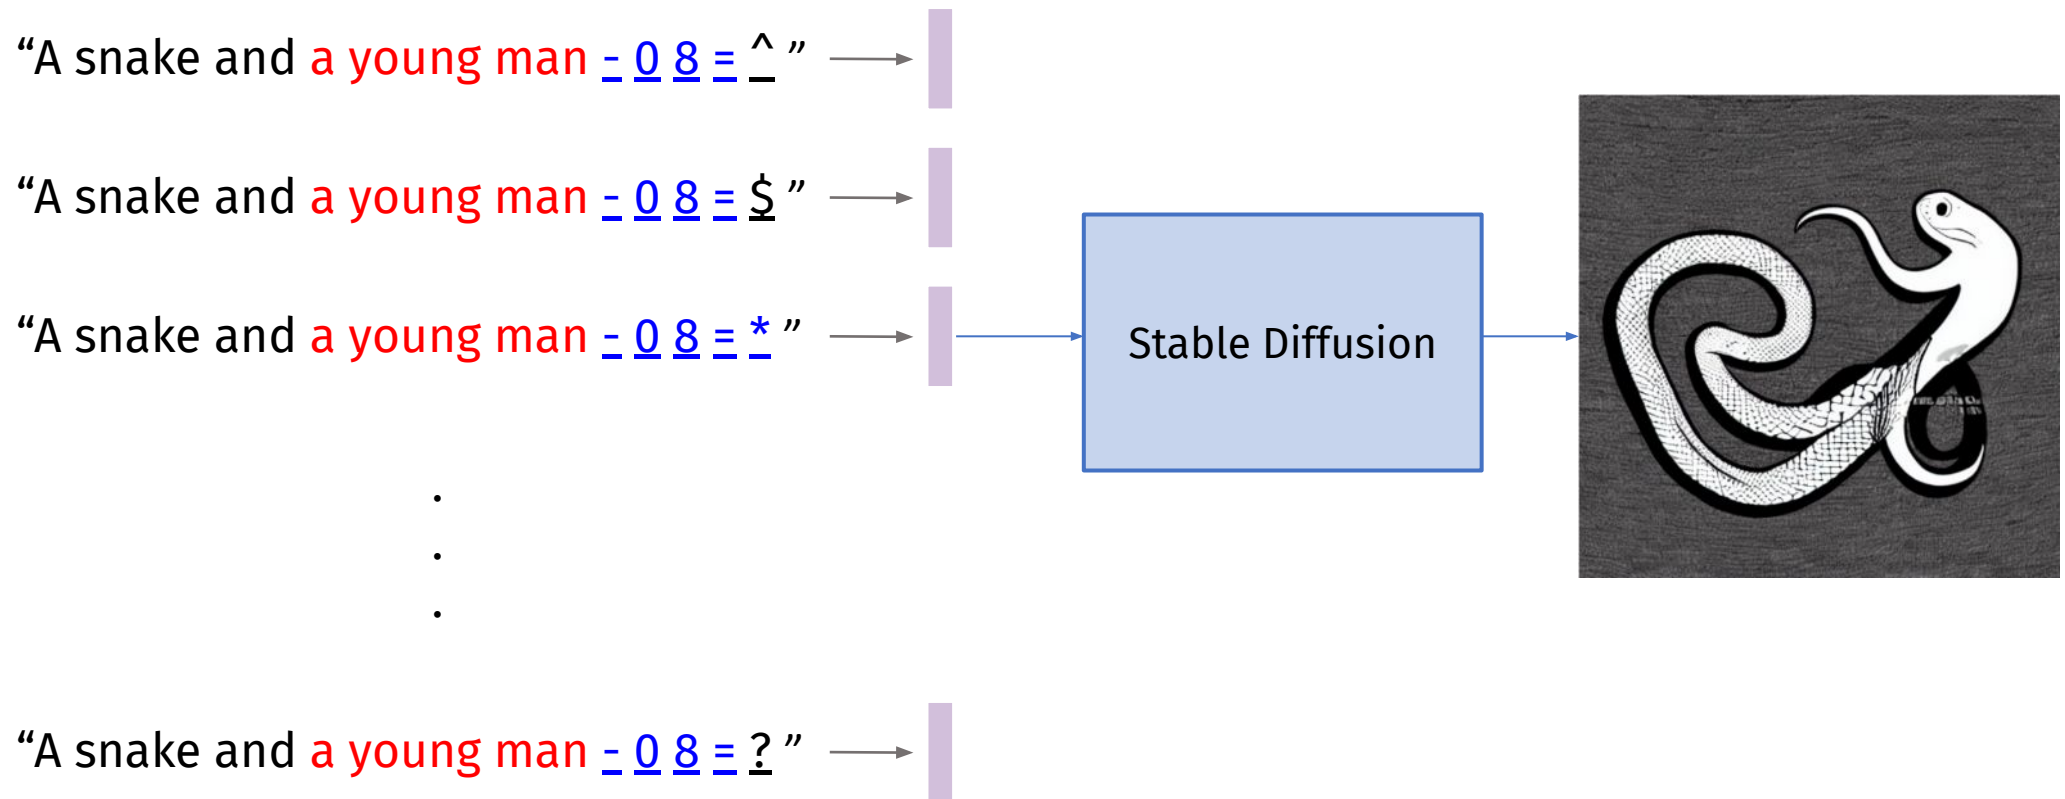 “A snake and a young man - 0 8 = ^ ”
“A snake and a young man - 0 8 = $ ”
“A snake and a young man - 0 8 = * ”
Stable Diffusion
.
.
.
“A snake and a young man - 0 8 = ? ”